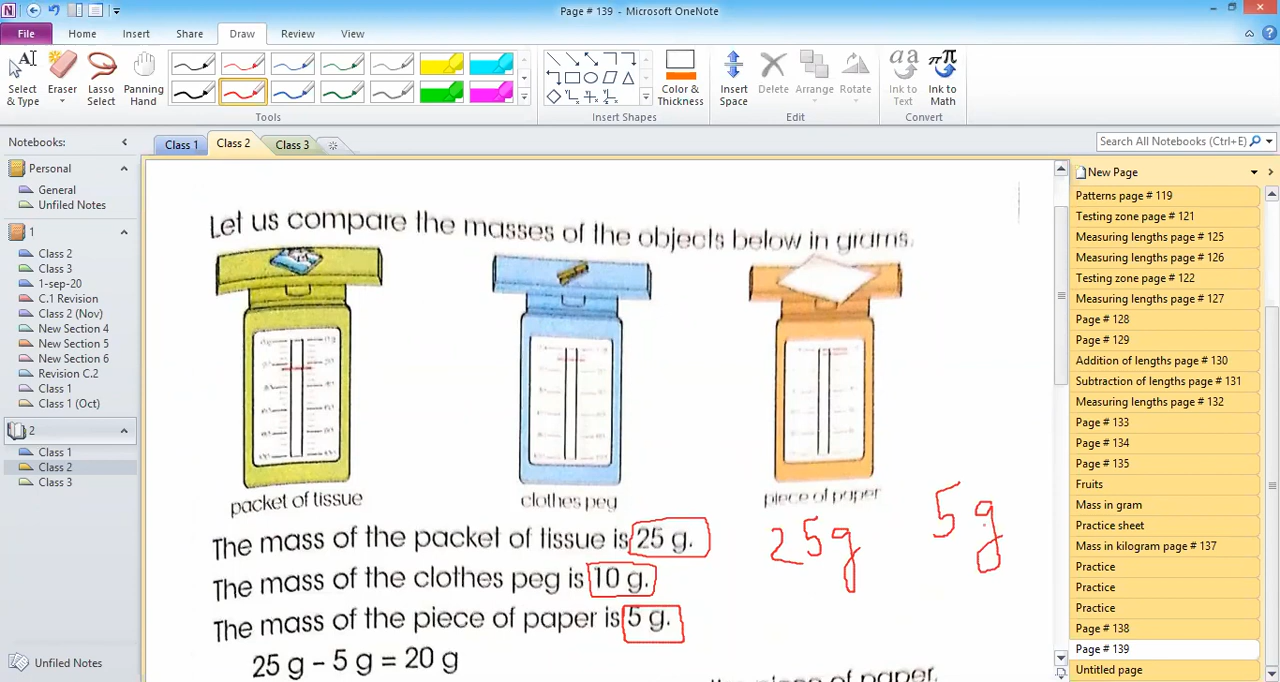 Page # 139 - Microsoft OneNote
File Home Insert Share Draw Review View
Select & Type
Eraser
Lasso Select
Panning Hand
Color & Thickness
Insert Space
Delete
Arrange
Rotate
Ink to Text
Ink to Math
Tools
Insert Shapes
Edit
Convert
Notebooks:
Class 1 Class 2 Class 3
Search All Notebooks (Ctrl+E)
Personal
General
Unfiled Notes
1
Class 2
Class 3
1-sep-20
C.1 Revision
Class 2 (Nov)
New Section 4
New Section 5
New Section 6
Revision C.2
Class 1
Class 1 (Oct)
2
Class 1
Class 2
Class 3
Unfiled Notes
Let us compare the masses of the objects below in grams.
packet of tissue
clothes peg
piece of paper
The mass of the packet of tissue is 25 g.
The mass of the clothes peg is 10 g.
The mass of the piece of paper is 5 g.
25 g – 5 g = 20 g
25g
5g
piece of paper.
New Page
Patterns page # 119
Testing zone page # 121
Measuring lengths page # 125
Measuring lengths page # 126
Testing zone page # 122
Measuring lengths page # 127
Page # 128
Page # 129
Addition of lengths page # 130
Subtraction of lengths page # 131
Measuring lengths page # 132
Page # 133
Page # 134
Page # 135
Fruits
Mass in gram
Practice sheet
Mass in kilogram page # 137
Practice
Practice
Practice
Page # 138
Page # 139
Untitled page